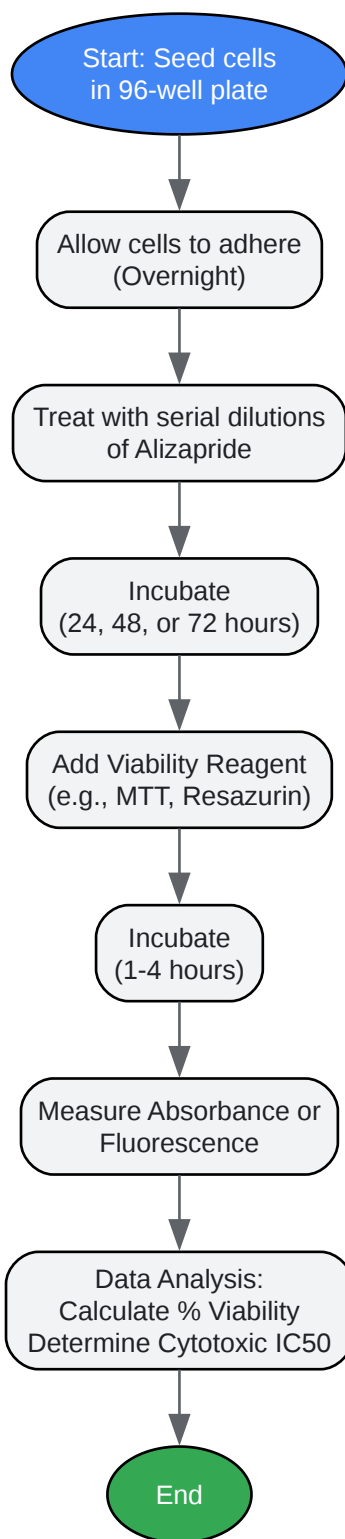 Start: Seed cells
in 96-well plate
Allow cells to adhere
(Overnight)
Treat with serial dilutions
of Alizapride
Incubate
(24, 48, or 72 hours)
Add Viability Reagent
(e.g., MTT, Resazurin)
Incubate
(1-4 hours)
Measure Absorbance or
Fluorescence
Data Analysis:
Calculate % Viability
Determine Cytotoxic IC50
End